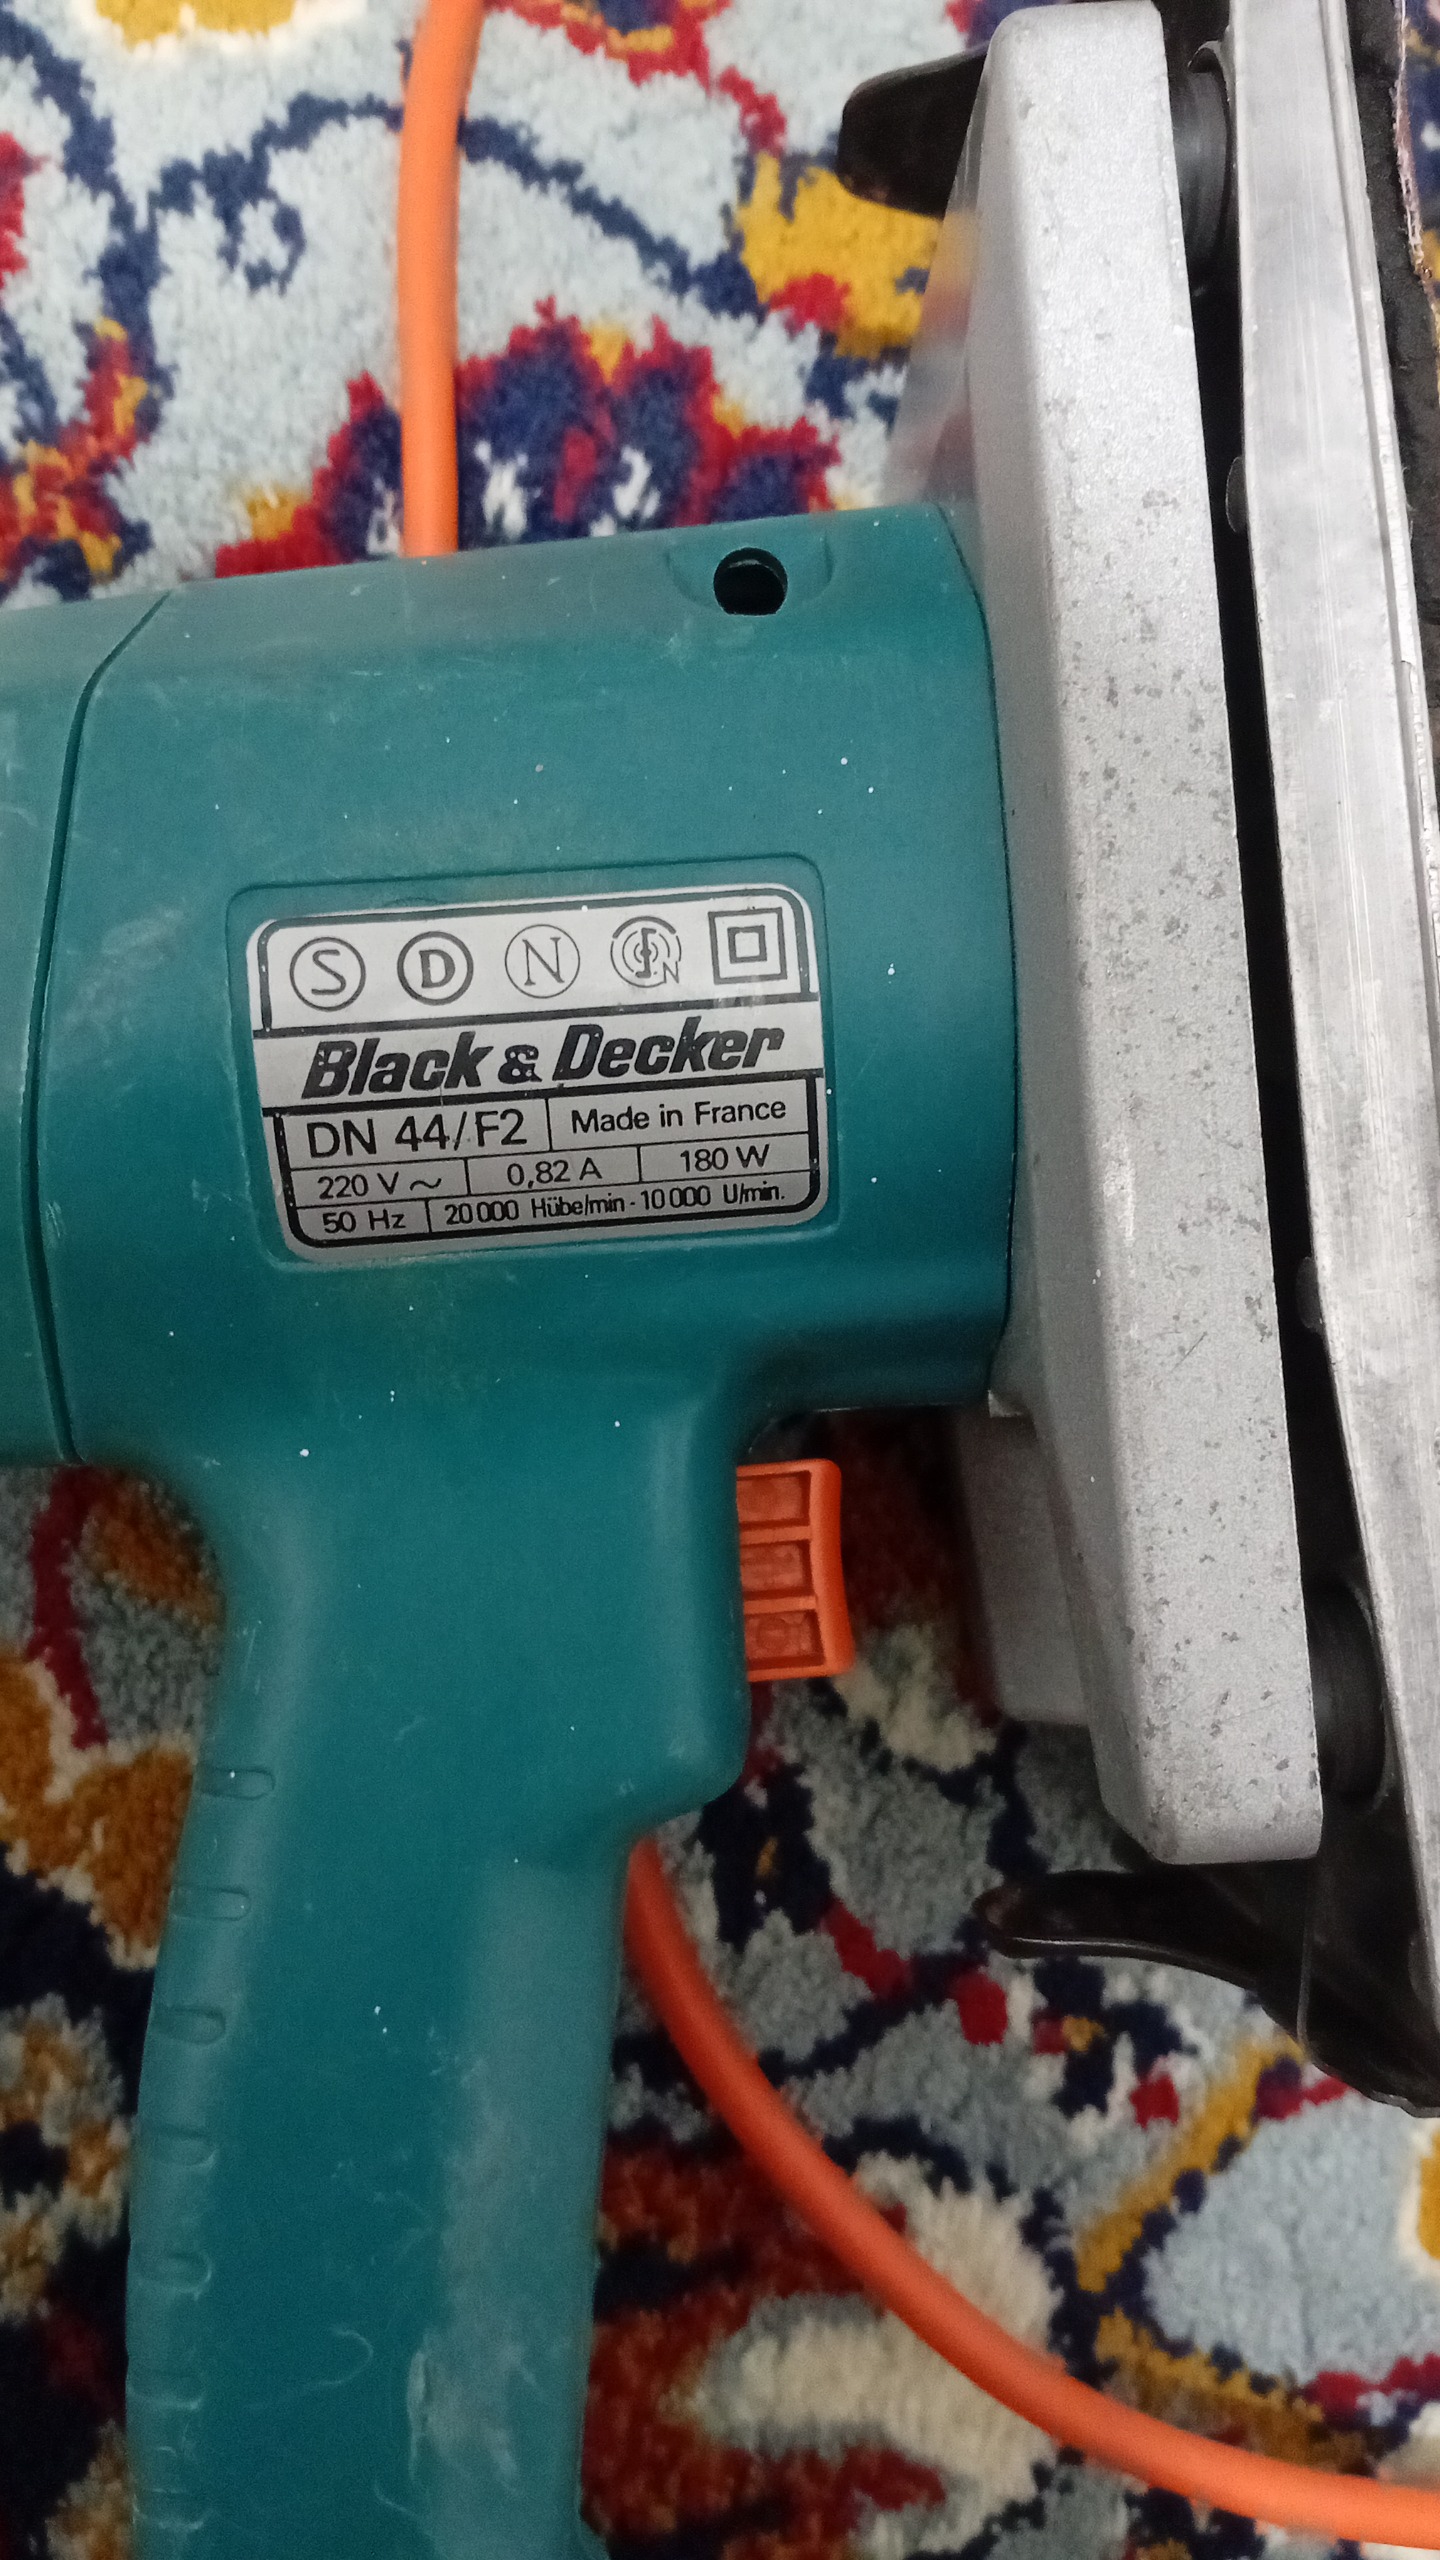 S D N N
Black & Decker
DN 44/F2 Made in France
220 V ~ 0,82 A 180 W
50 Hz 20 000 Hübe/min - 10 000 U/min.